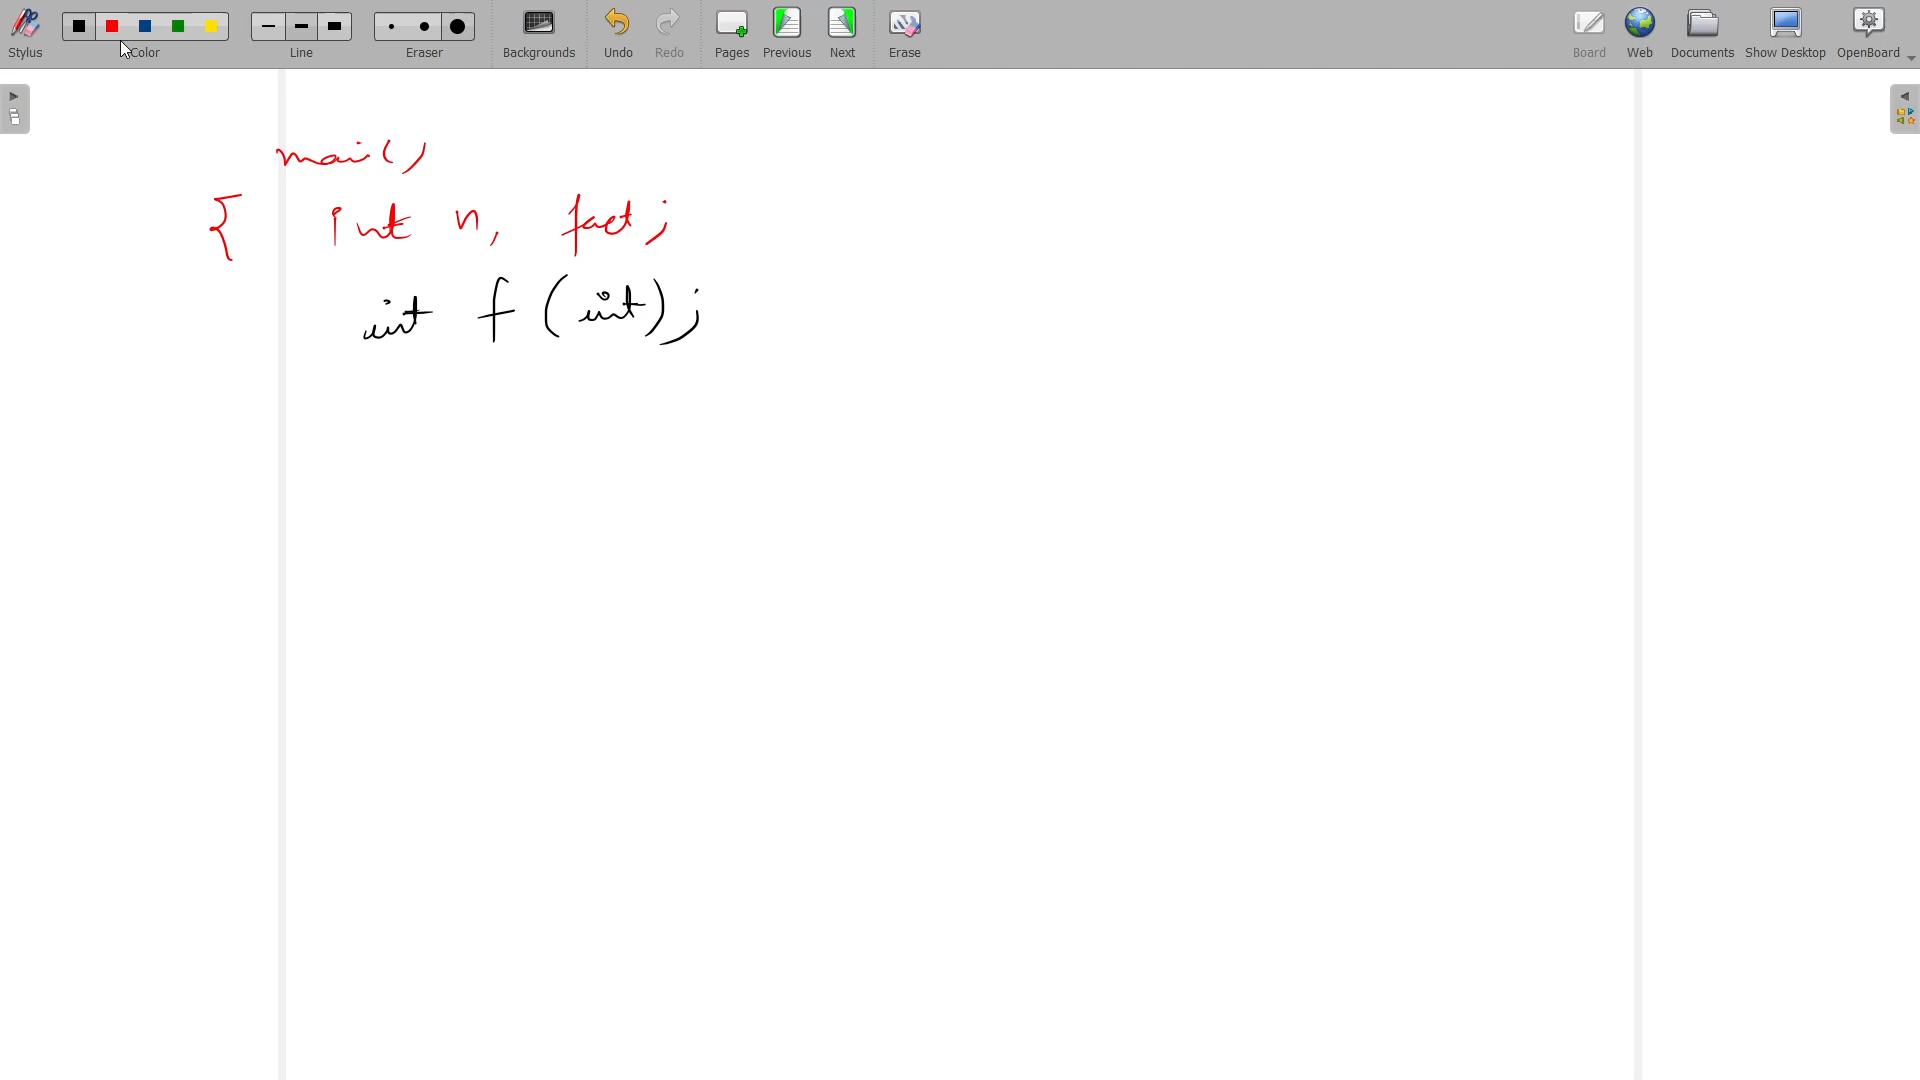 Stylus Color Line Eraser Backgrounds Undo Redo Pages Previous Next Erase Board Web Documents Show Desktop OpenBoard
mai()
{ int n, fact;
int f (int);